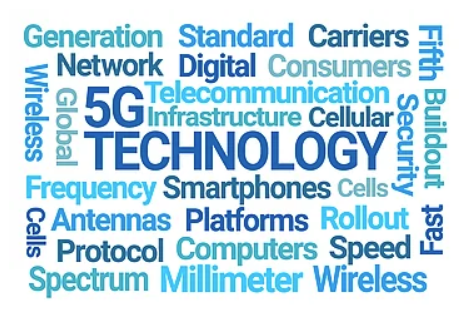 Generation Standard Carriers
Network Digital Consumers
Fifth
Wireless
Global
5G Telecommunication
Infrastructure Cellular
TECHNOLOGY
Security
Buildout
Frequency Smartphones Cells
Cells
Antennas Platforms Rollout
Fast
Protocol Computers Speed
Spectrum Millimeter Wireless